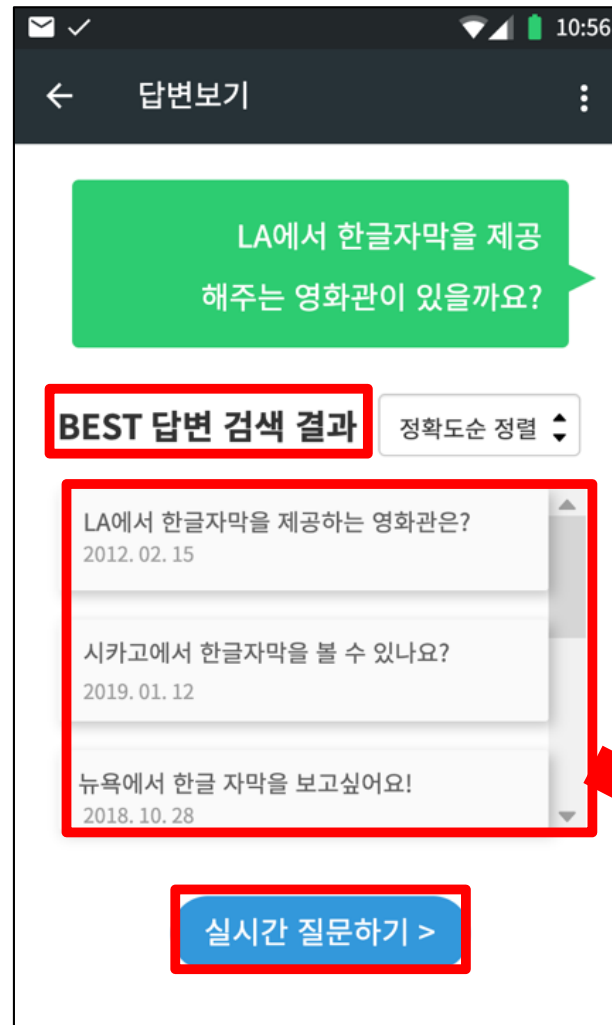 10:56
답변보기
LA에서 한글자막을 제공
해주는 영화관이 있을까요?
BEST 답변 검색 결과
정확도순 정렬
LA에서 한글자막을 제공하는 영화관은?
2012. 02. 15
시카고에서 한글자막을 볼 수 있나요?
2019. 01. 12
뉴욕에서 한글 자막을 보고싶어요!
2018. 10. 28
실시간 질문하기 >